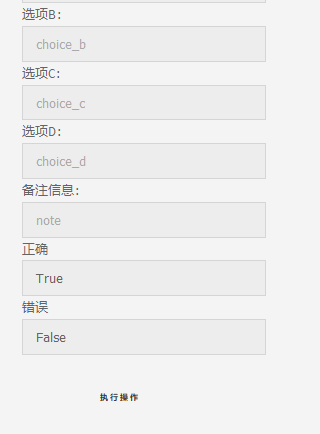 选项B:
choice_b
选项C:
choice_c
选项D:
choice_d
备注信息:
note
正确
True
错误
False
执行操作